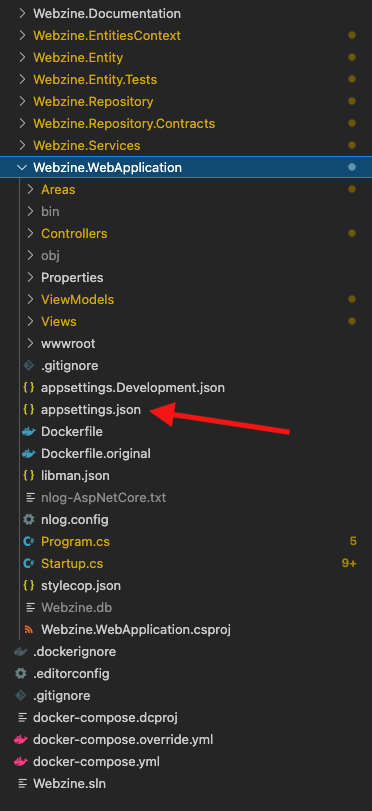 Webzine.Documentation
Webzine.EntitiesContext
Webzine.Entity
Webzine.Entity.Tests
Webzine.Repository
Webzine.Repository.Contracts
Webzine.Services
Webzine.WebApplication
Areas
bin
Controllers
obj
Properties
ViewModels
Views
wwwroot
.gitignore
{} appsettings.Development.json
{} appsettings.json
Dockerfile
Dockerfile.original
{} libman.json
nlog-AspNetCore.txt
nlog.config
C# Program.cs 5
C# Startup.cs 9+
{} stylecop.json
Webzine.db
Webzine.WebApplication.csproj
.dockerignore
.editorconfig
.gitignore
docker-compose.dcproj
docker-compose.override.yml
docker-compose.yml
Webzine.sln